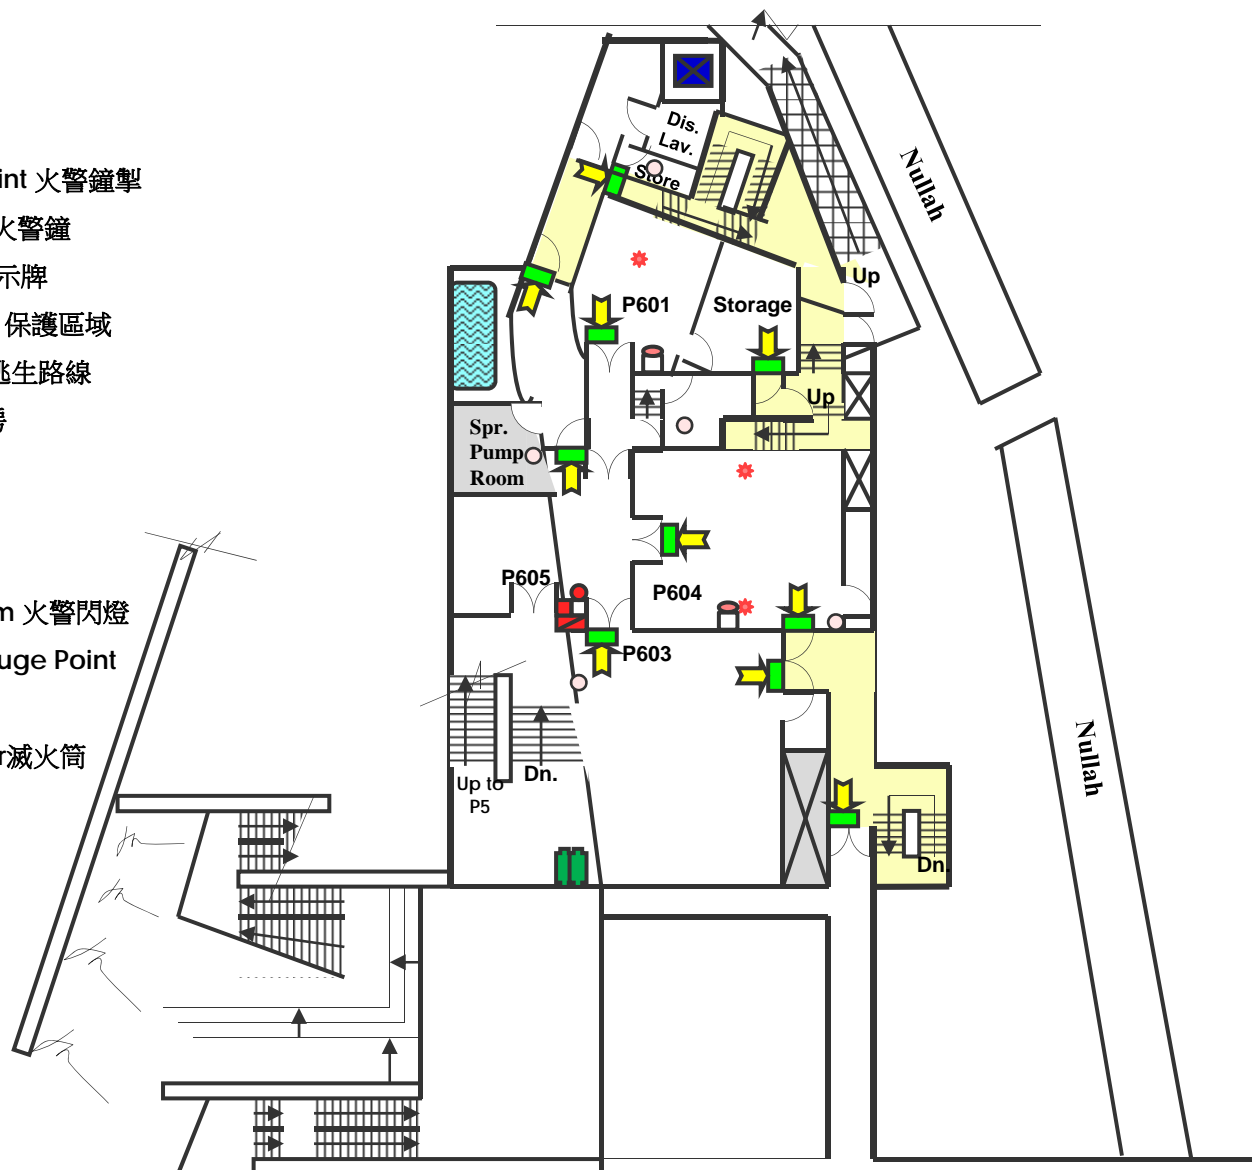 int 火警鐘掣
火警鐘
示牌
保護區域
逃生路線
m 火警閃燈
uge Point
r滅火筒
Dis.
Lav.
Store
Nullah
Up
P601
Storage
Up
Spr.
Pump
Room
P605
P604
P603
Up to
P5
Dn.
Dn.
Nullah